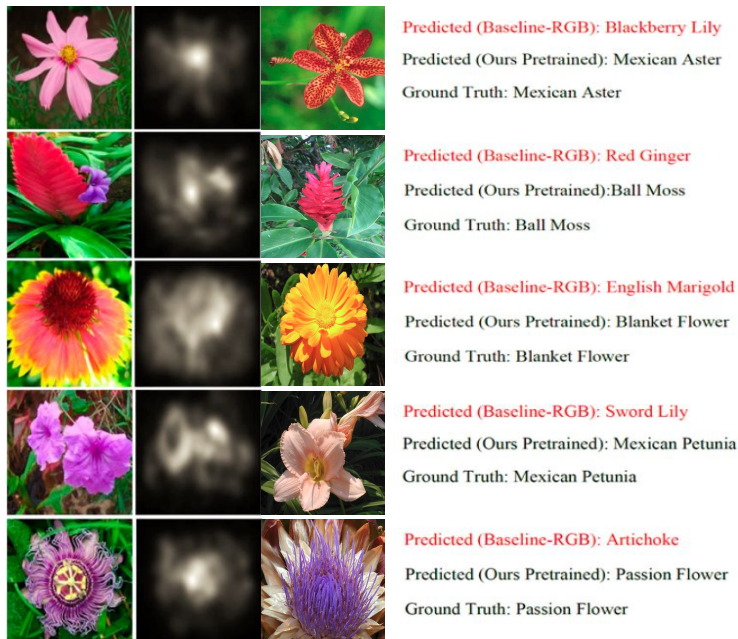 Predicted (Baseline-RGB): Blackberry Lily
Predicted (Ours Pretrained): Mexican Aster
Ground Truth: Mexican Aster
Predicted (Baseline-RGB): Red Ginger
Predicted (Ours Pretrained):Ball Moss
Ground Truth: Ball Moss
Predicted (Baseline-RGB): English Marigold
Predicted (Ours Pretrained): Blanket Flower
Ground Truth: Blanket Flower
Predicted (Baseline-RGB): Sword Lily
Predicted (Ours Pretrained): Mexican Petunia
Ground Truth: Mexican Petunia
Predicted (Baseline-RGB): Artichoke
Predicted (Ours Pretrained): Passion Flower
Ground Truth: Passion Flower